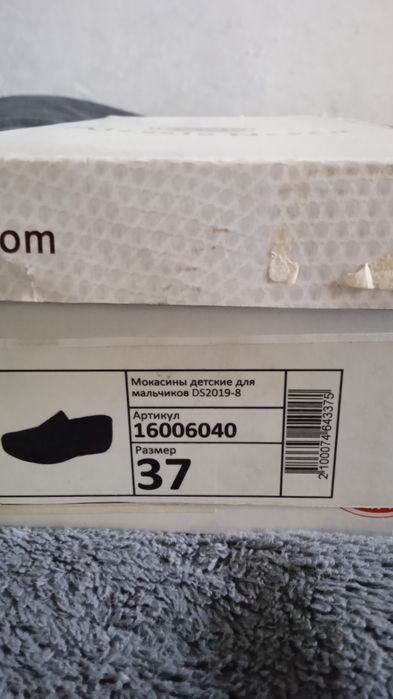 om
Мокасины детские для
мальчиков DS2019-8
Артикул
16006040
Размер
37
2100074643375